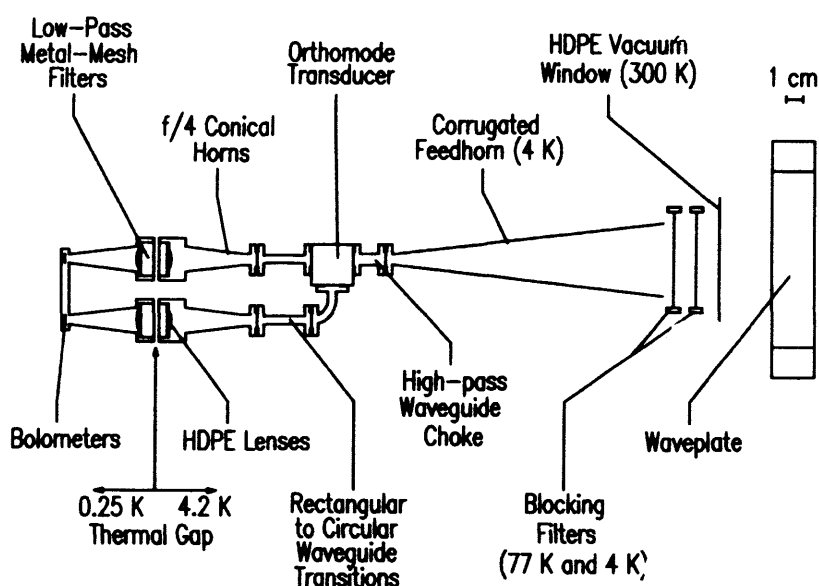 Low-Pass
Metal-Mesh
Filters
Orthomode
Transducer
HDPE Vacuum
Window (300 K)
1 cm
f/4 Conical
Horns
Corrugated
Feedhorn (4 K)
Bolometers
HDPE Lenses
High-pass
Waveguide
Choke
Waveplate
0.25 K 4.2 K
Thermal Gap
Rectangular
to Circular
Waveguide
Transitions
Blocking
Filters
(77 K and 4 K)